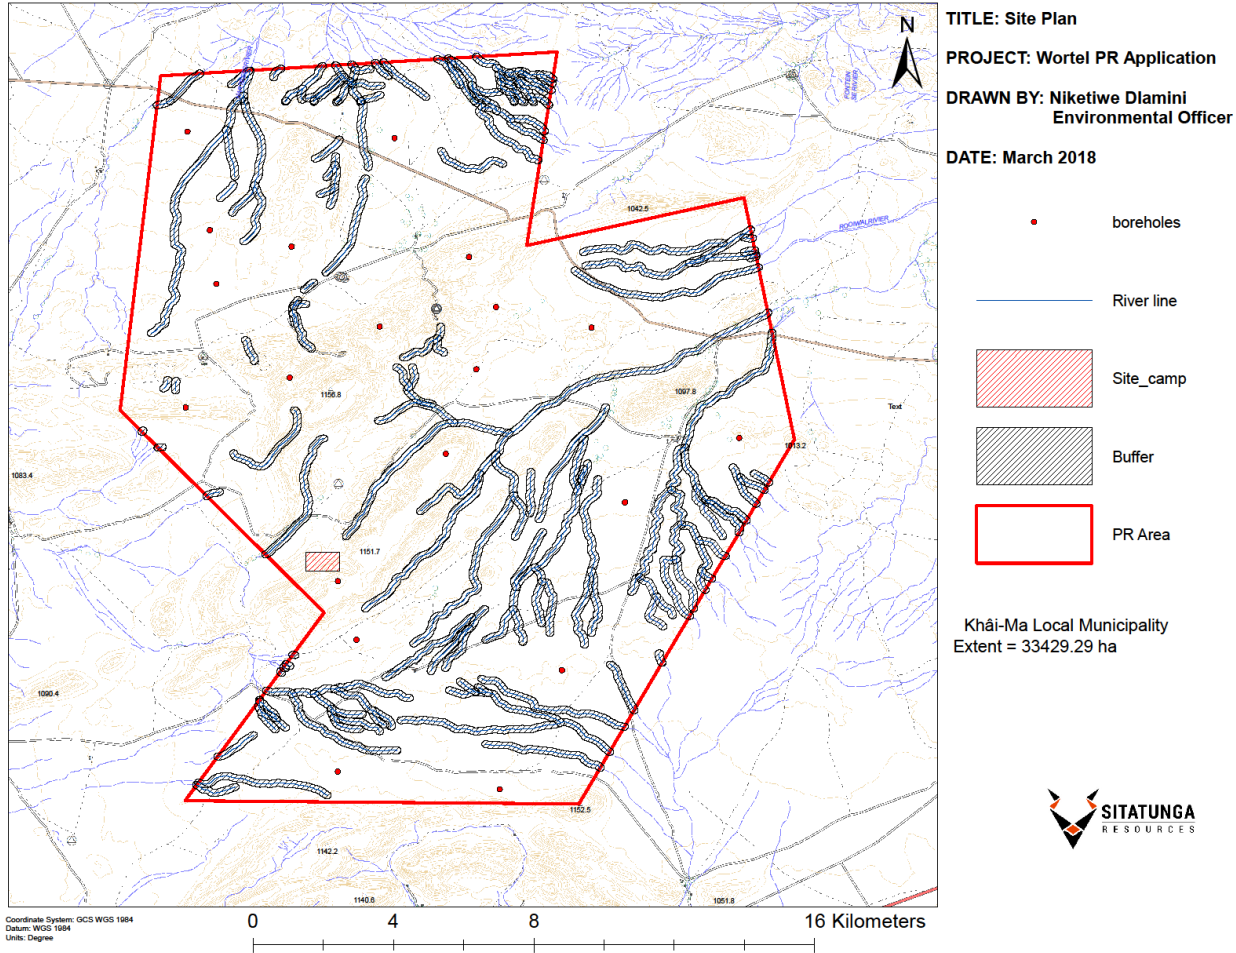 N
TITLE: Site Plan
PROJECT: Wortel PR Application
DRAWN BY: Niketiwe Dlamini
Environmental Officer
DATE: March 2018
boreholes
River line
Site_camp
Buffer
PR Area
Khâi-Ma Local Municipality
Extent = 33429.29 ha
SITATUNGA
RESOURCES
1042.5
1156.8
1097.8
Text
1013.2
1083.4
1151.7
1090.4
1152.5
1142.2
1140.6
1051.8
Coordinate System: GCS WGS 1984
Datum: WGS 1984
Units: Degree
0 4 8 16 Kilometers